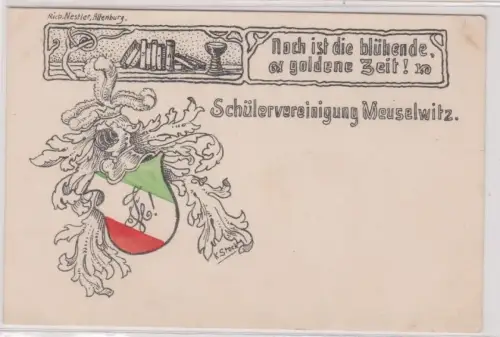 Rich. Nestler, Altenburg.
Noch ist die blühende,
goldene Zeit!
Schülervereinigung Meuselwitz.